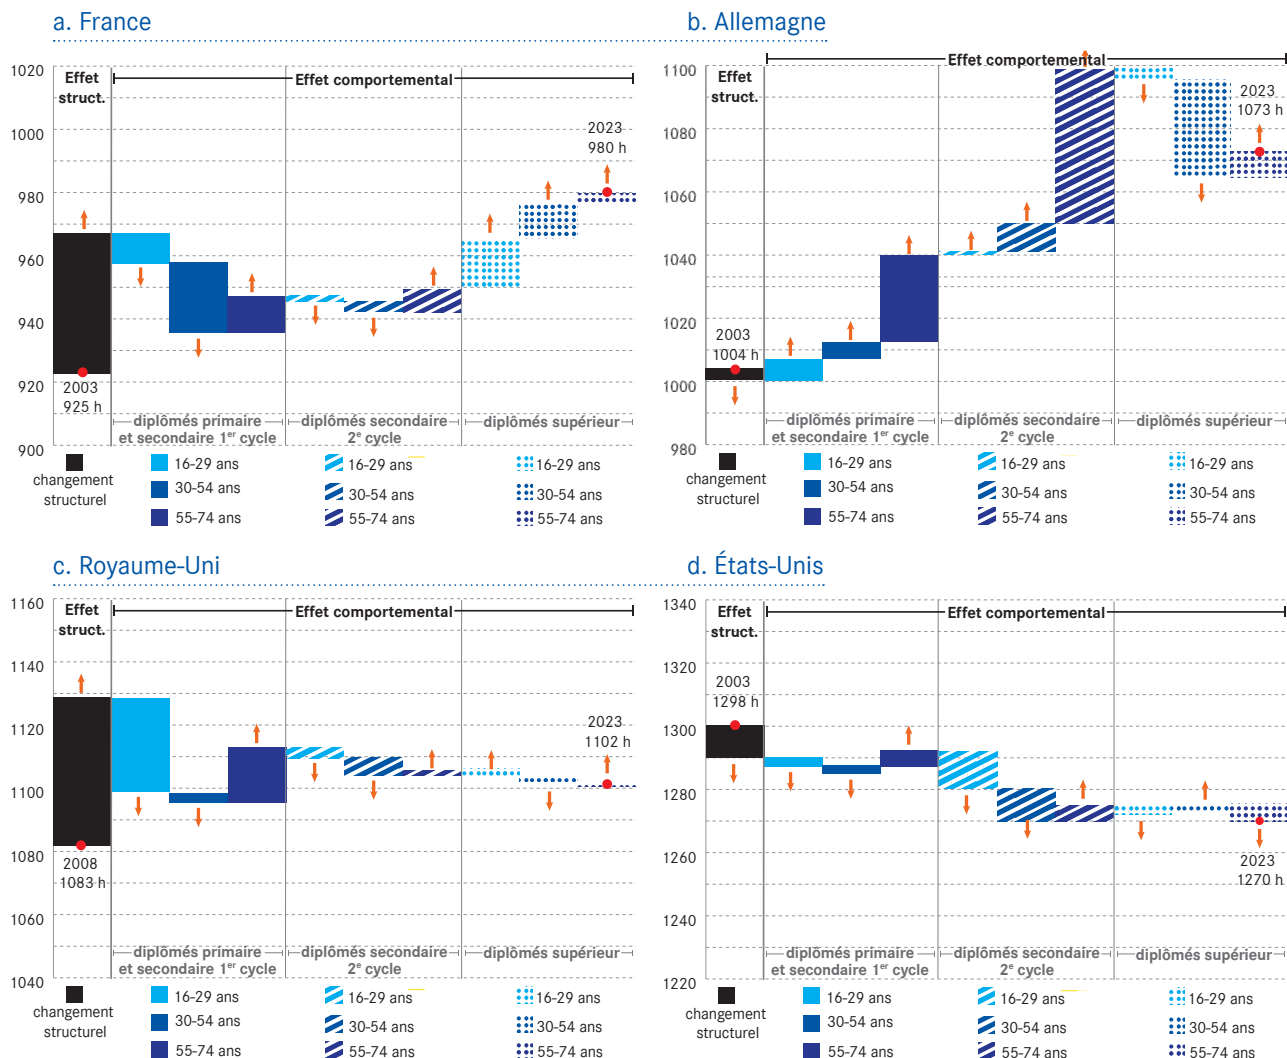 a. France
1020
1000
980
960
940
920
900
Effet
struct.
Effet comportemental
2023
980 h
2003
925 h
diplômés primaire
et secondaire 1er cycle
diplômés secondaire
2e cycle
diplômés supérieur
changement
structurel
16-29 ans
30-54 ans
55-74 ans
16-29 ans
30-54 ans
55-74 ans
16-29 ans
30-54 ans
55-74 ans
b. Allemagne
1100
1080
1060
1040
1020
1000
980
Effet
struct.
Effet comportemental
2023
1073 h
2003
1004 h
diplômés primaire
et secondaire 1er cycle
diplômés secondaire
2e cycle
diplômés supérieur
changement
structurel
16-29 ans
30-54 ans
55-74 ans
16-29 ans
30-54 ans
55-74 ans
16-29 ans
30-54 ans
55-74 ans
c. Royaume-Uni
1160
1140
1120
1100
1080
1060
1040
Effet
struct.
Effet comportemental
2023
1102 h
2008
1083 h
diplômés primaire
et secondaire 1er cycle
diplômés secondaire
2e cycle
diplômés supérieur
changement
structurel
16-29 ans
30-54 ans
55-74 ans
16-29 ans
30-54 ans
55-74 ans
16-29 ans
30-54 ans
55-74 ans
d. États-Unis
1340
1320
1300
1280
1260
1240
1220
Effet
struct.
Effet comportemental
2003
1298 h
2023
1270 h
diplômés primaire
et secondaire 1er cycle
diplômés secondaire
2e cycle
diplômés supérieur
changement
structurel
16-29 ans
30-54 ans
55-74 ans
16-29 ans
30-54 ans
55-74 ans
16-29 ans
30-54 ans
55-74 ans